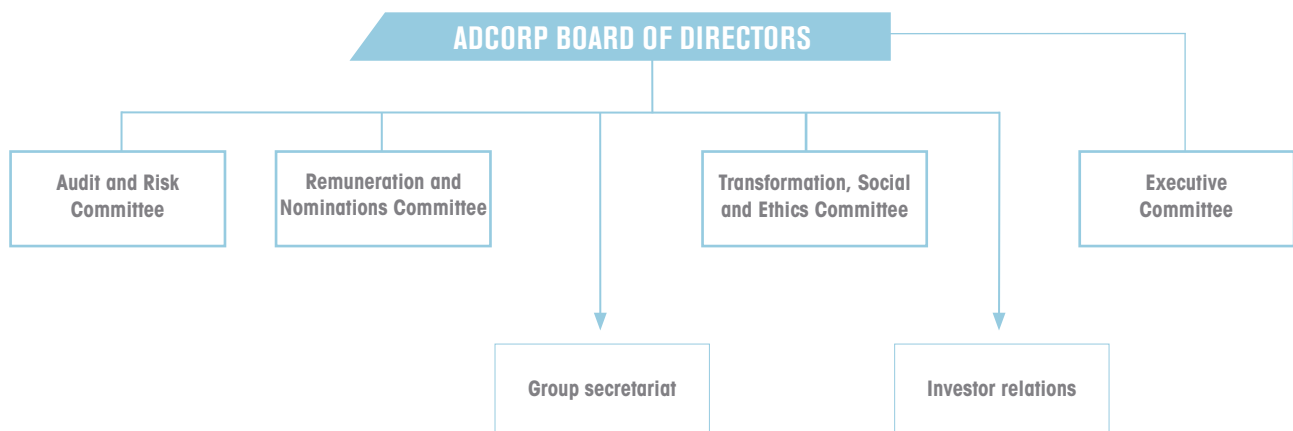 ADCORP BOARD OF DIRECTORS
Audit and Risk
Committee
Remuneration and
Nominations Committee
Transformation, Social
and Ethics Committee
Executive
Committee
Group secretariat
Investor relations